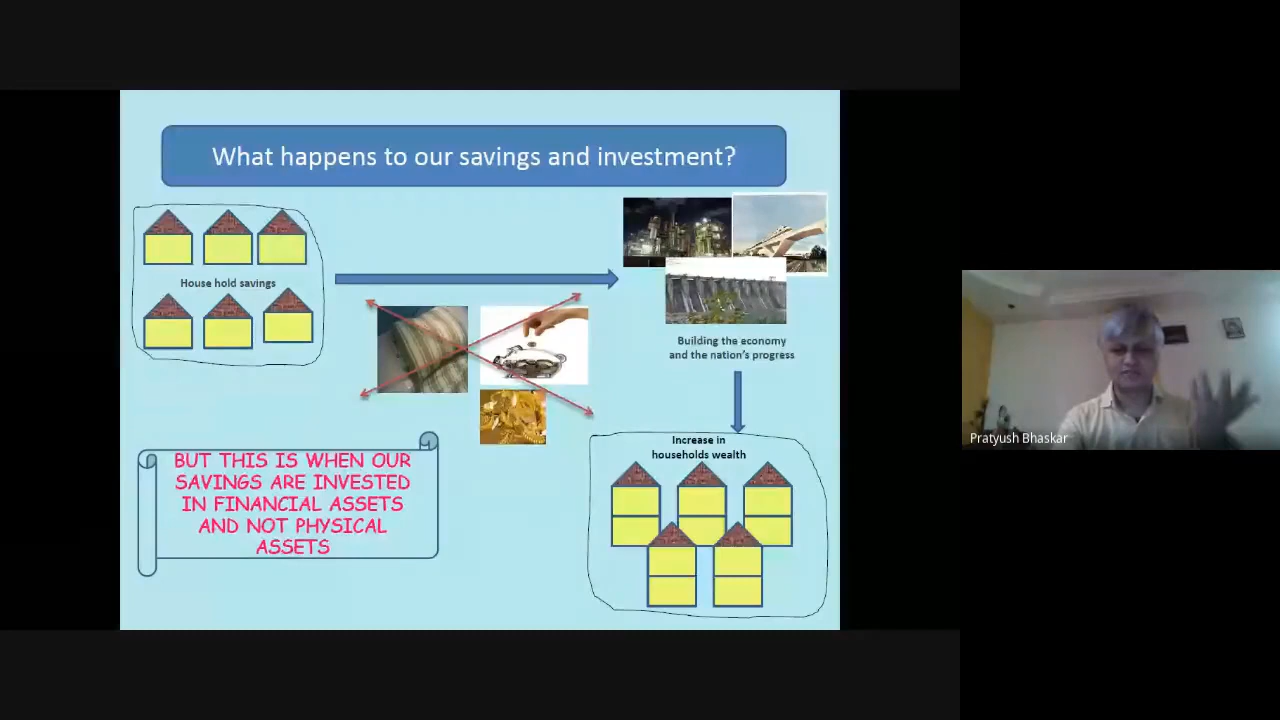 What happens to our savings and investment?
House hold savings
Building the economy
and the nation's progress
Increase in
households wealth
BUT THIS IS WHEN OUR
SAVINGS ARE INVESTED
IN FINANCIAL ASSETS
AND NOT PHYSICAL
ASSETS
Pratyush Bhaskar